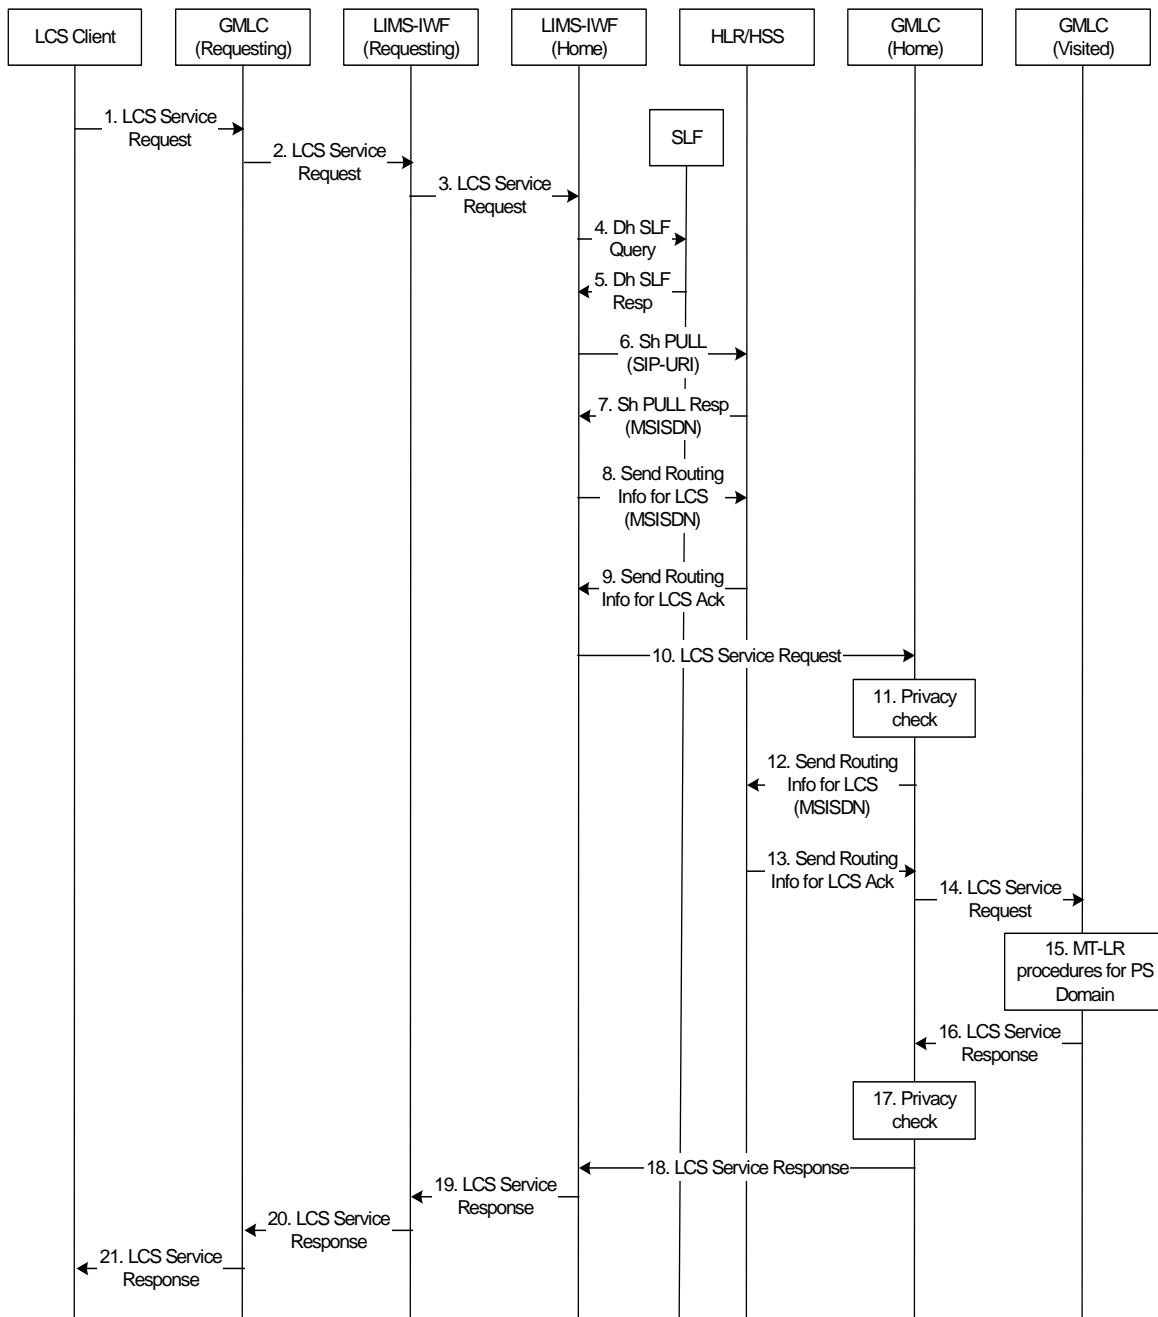 LCS Client
GMLC
(Requesting)
LIMS-IWF
(Requesting)
LIMS-IWF
(Home)
HLR/HSS
GMLC
(Home)
GMLC
(Visited)
1. LCS Service
Request
SLF
2. LCS Service
Request
3. LCS Service
Request
4. Dh SLF
Query
5. Dh SLF
Resp
6. Sh PULL
(SIP-URI)
7. Sh PULL Resp
(MSISDN)
8. Send Routing
Info for LCS
(MSISDN)
9. Send Routing
Info for LCS Ack
10. LCS Service Request
11. Privacy
check
12. Send Routing
Info for LCS
(MSISDN)
13. Send Routing
Info for LCS Ack
14. LCS Service
Request
15. MT-LR
procedures for PS
Domain
16. LCS Service
Response
17. Privacy
check
18. LCS Service Response
19. LCS Service
Response
20. LCS Service
Response
21. LCS Service
Response